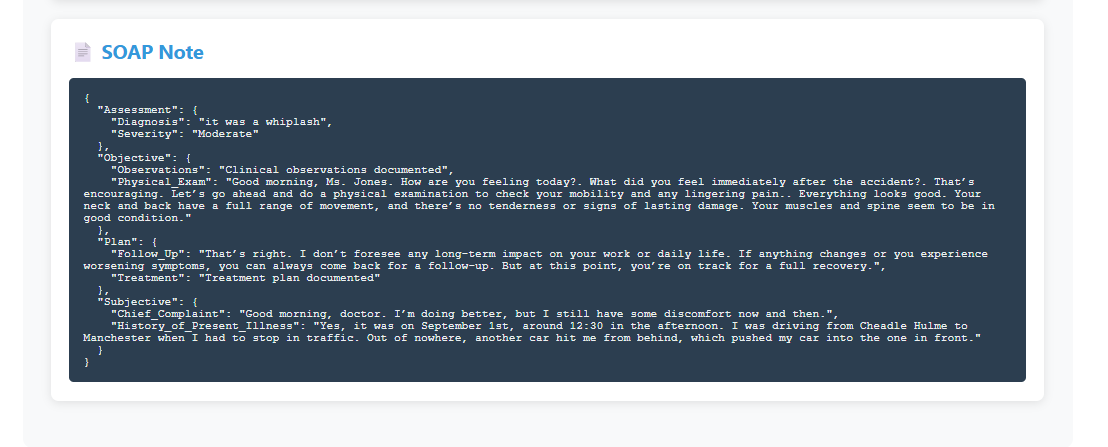 SOAP Note
{
"Assessment": {
"Diagnosis": "it was a whiplash",
"Severity": "Moderate"
},
"Objective": {
"Observations": "Clinical observations documented",
"Physical_Exam": "Good morning, Ms. Jones. How are you feeling today?. What did you feel immediately after the accident?. That’s
encouraging. Let’s go ahead and do a physical examination to check your mobility and any lingering pain.. Everything looks good. Your
neck and back have a full range of movement, and there’s no tenderness or signs of lasting damage. Your muscles and spine seem to be in
good condition."
},
"Plan": {
"Follow_Up": "That’s right. I don’t foresee any long-term impact on your work or daily life. If anything changes or you experience
worsening symptoms, you can always come back for a follow-up. But at this point, you’re on track for a full recovery.",
"Treatment": "Treatment plan documented"
},
"Subjective": {
"Chief_Complaint": "Good morning, doctor. I’m doing better, but I still have some discomfort now and then.",
"History_of_Present_Illness": "Yes, it was on September 1st, around 12:30 in the afternoon. I was driving from Cheadle Hulme to
Manchester when I had to stop in traffic. Out of nowhere, another car hit me from behind, which pushed my car into the one in front."
}
}